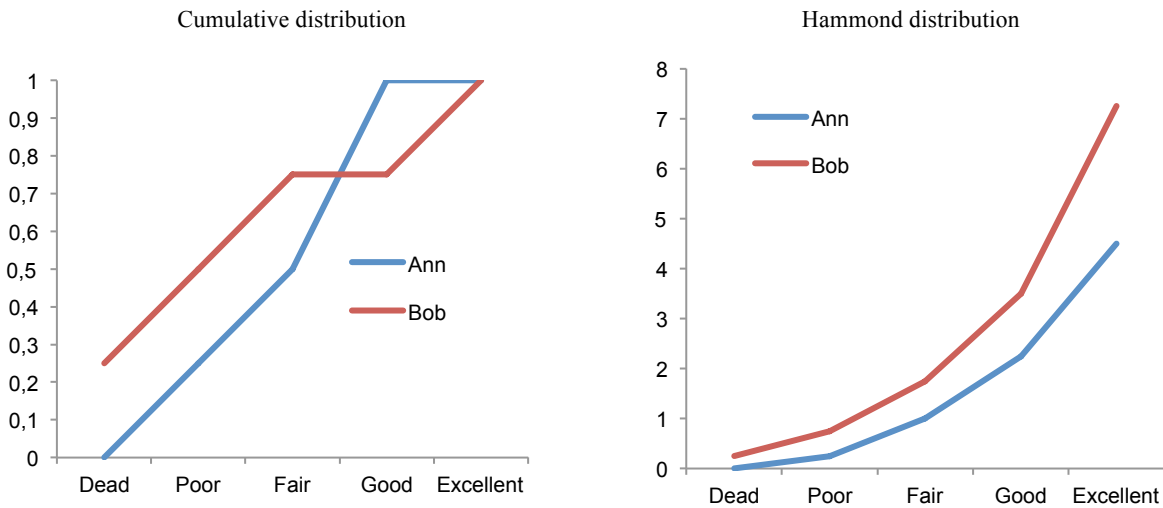 Cumulative distribution
1
0,9
0,8
0,7
0,6
0,5
0,4
0,3
0,2
0,1
0
Ann
Bob
Dead Poor Fair Good Excellent
Hammond distribution
8
7
6
5
4
3
2
1
0
Ann
Bob
Dead Poor Fair Good Excellent